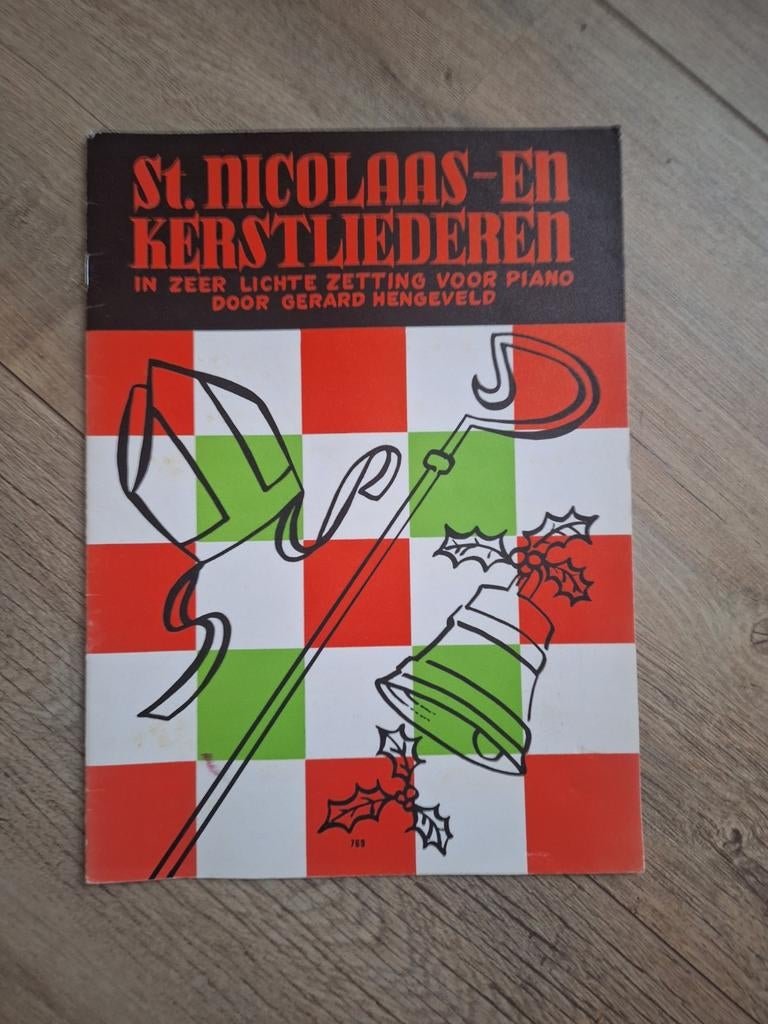 St. NICOLAAS-EN
KERSTLIEDEREN
IN ZEER LICHTE ZETTING VOOR PIANO
DOOR GERARD HENGEVELD
769